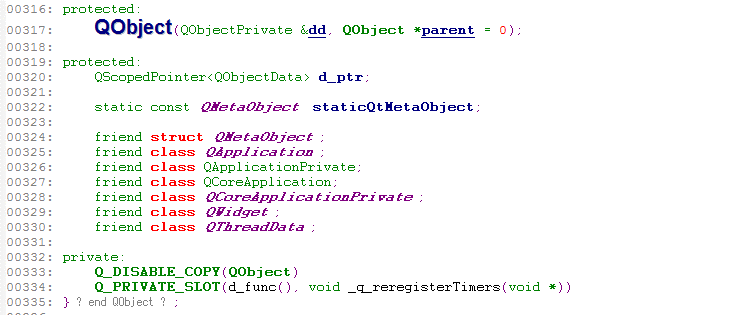 00316: protected:
00317:     QObject(QObjectPrivate &dd, QObject *parent = 0);
00318:
00319: protected:
00320:     QScopedPointer<QObjectData> d_ptr;
00321:
00322:     static const QMetaObject staticQtMetaObject;
00323:
00324:     friend struct QMetaObject ;
00325:     friend class QApplication ;
00326:     friend class QApplicationPrivate;
00327:     friend class QCoreApplication;
00328:     friend class QCoreApplicationPrivate ;
00329:     friend class QWidget ;
00330:     friend class QThreadData ;
00331:
00332: private:
00333:     Q_DISABLE_COPY(QObject)
00334:     Q_PRIVATE_SLOT(d_func(), void _q_reregisterTimers(void *))
00335: } ? end QObject ? ;